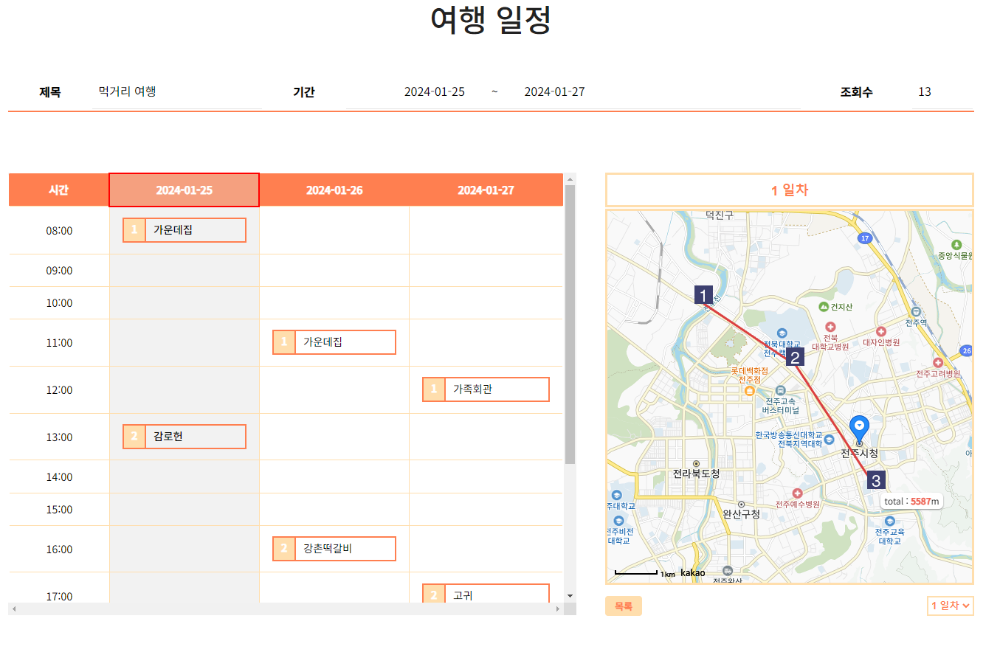 여행 일정
제목 먹거리 여행 기간 2024-01-25 ~ 2024-01-27 조회수 13
시간 2024-01-25 2024-01-26 2024-01-27
08:00 1 가운데집
09:00
10:00
11:00 1 가운데집
12:00 1 가족회관
13:00 2 감로헌
14:00
15:00
16:00 2 강촌떡갈비
17:00 2 고궈
1 일차
덕진구
17
중앙식물원
1
건지산
전주역
전북
대학교병원
대자인병원
전북대학교
2
26
롯데백화점
전주점
전주고려병원
전주고속
버스터미널
한국방송통신대학교
전북지역대학
전주시청
전라북도청
3
total : 5587m
전주예수병원
주대학교
완산구청
전주비전
대학교
전주교육
대학교
1km kakao
전주완산
목록 1 일차